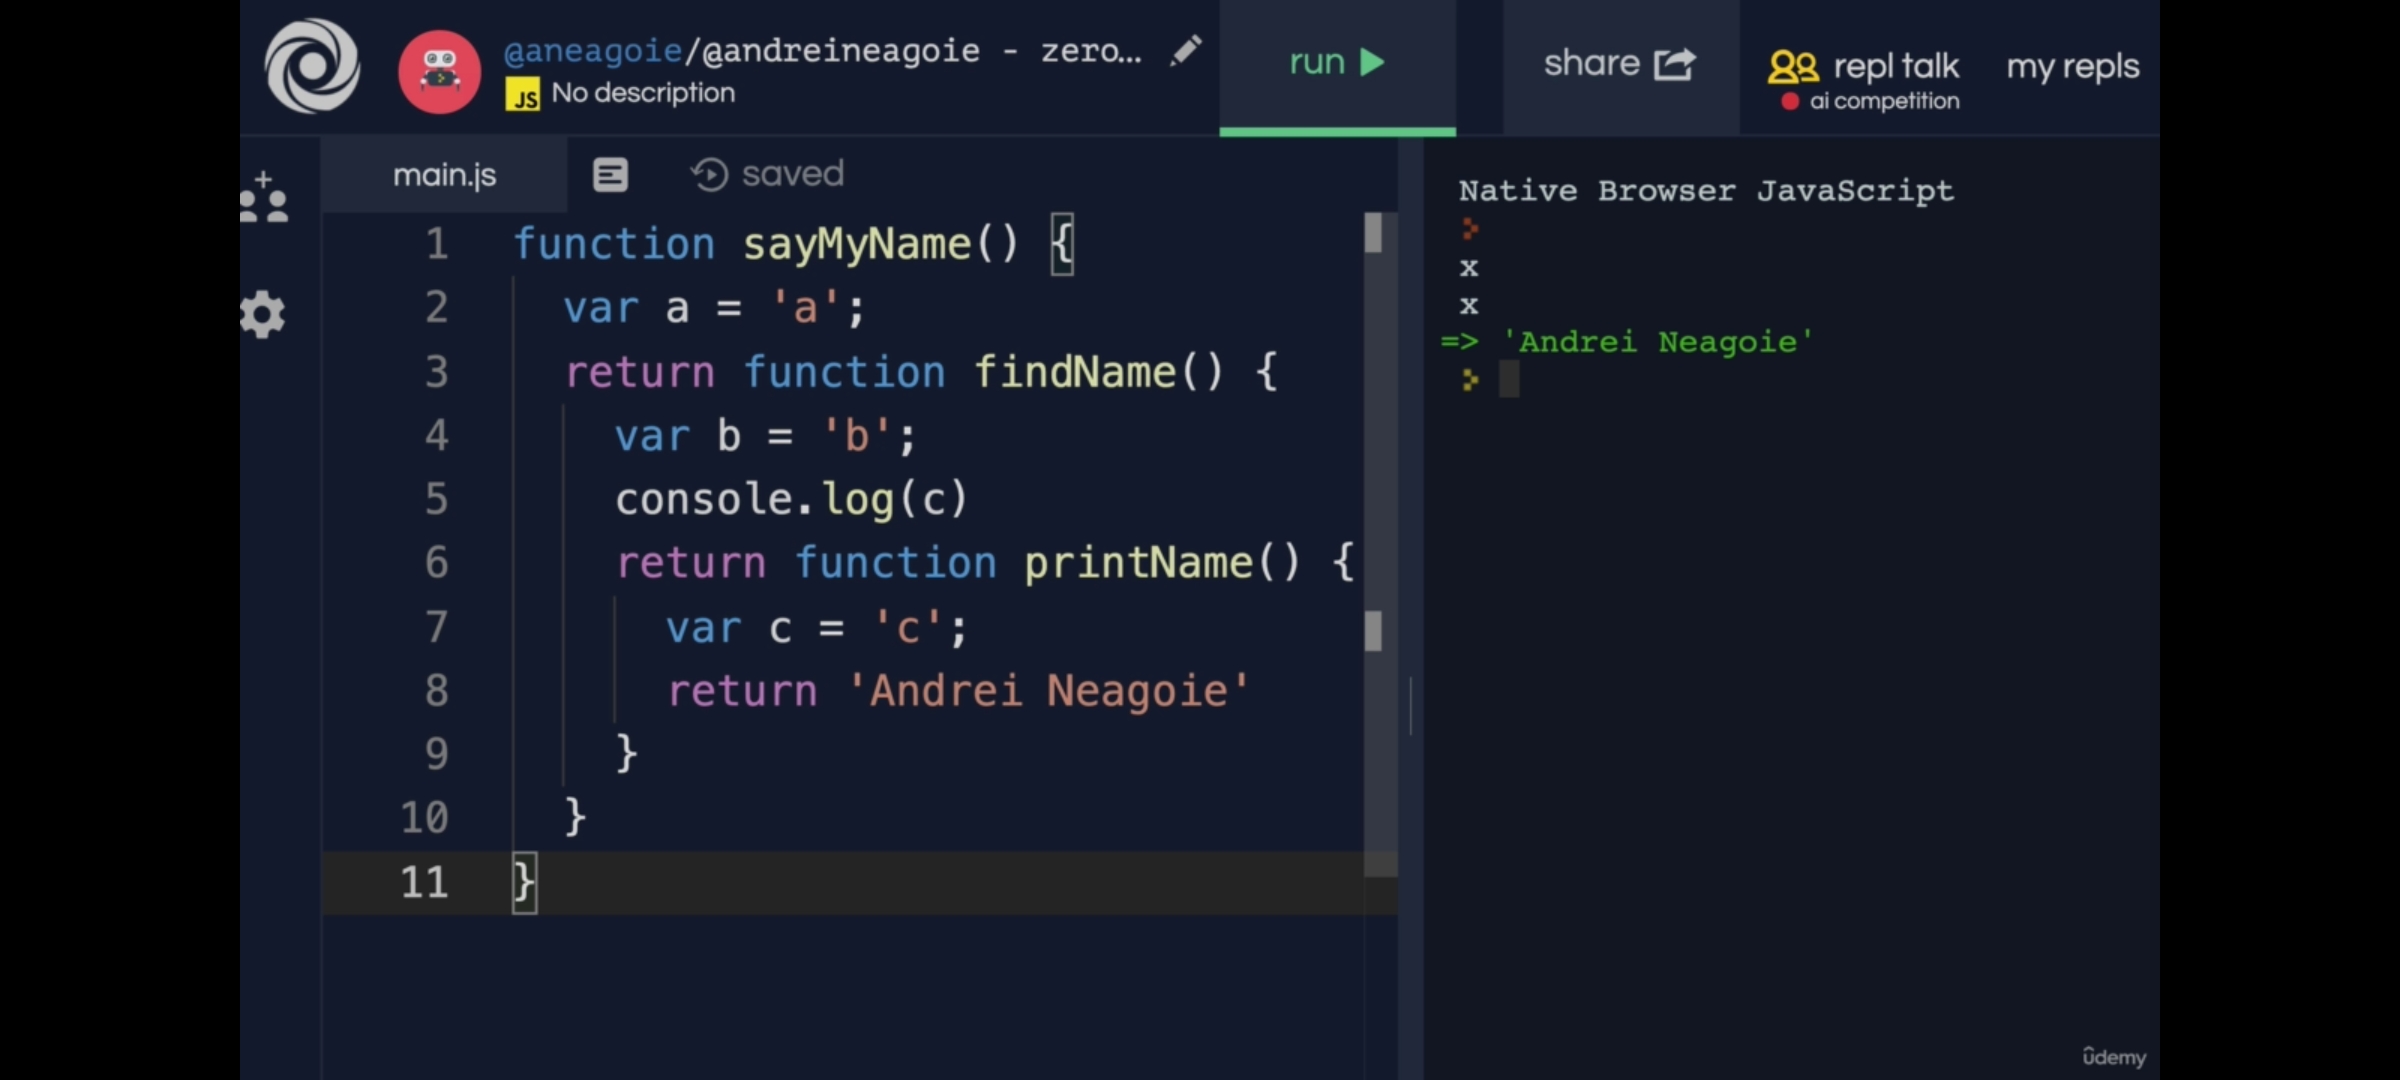 @aneagoie/@andreineagoie - zero...
JS No description
run
share
repl talk
ai competition
my repls
main.js
saved
1 function sayMyName() {
2 var a = 'a';
3 return function findName() {
4 var b = 'b';
5 console.log(c)
6 return function printName() {
7 var c = 'c';
8 return 'Andrei Neagoie'
9 }
10 }
11 }
Native Browser JavaScript
x
x
=> 'Andrei Neagoie'
ûdemy